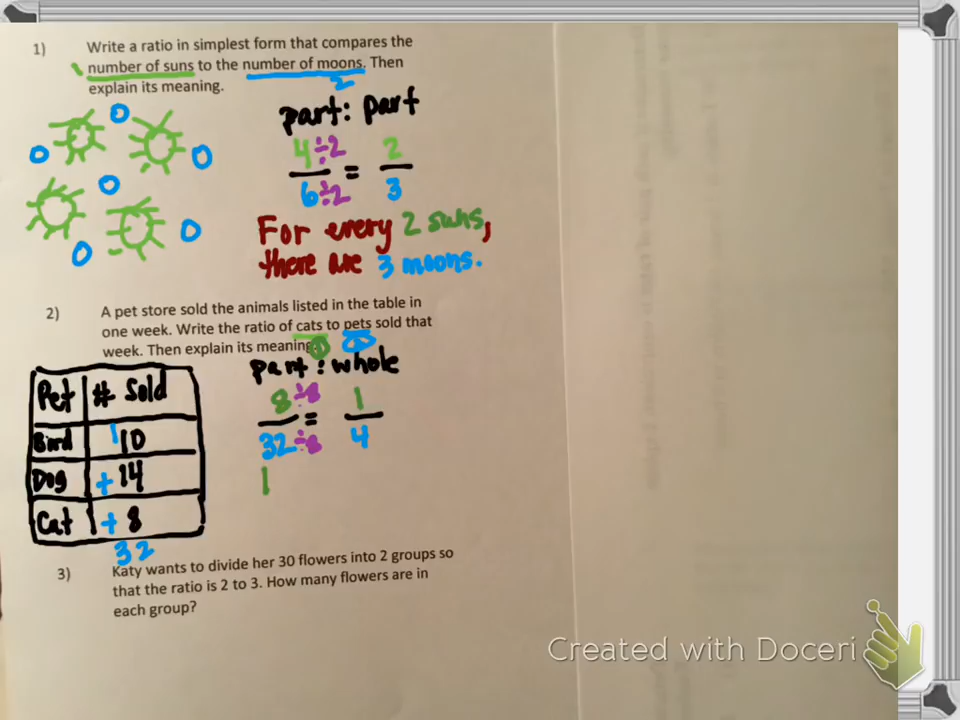 1) Write a ratio in simplest form that compares the
1 number of suns to the number of moons. Then
2
explain its meaning.
part: part
4÷2 = 2
6÷2 3
For every 2 suns,
there are 3 moons.
2) A pet store sold the animals listed in the table in
one week. Write the ratio of cats to pets sold that
week. Then explain its meaning.
part : whole
8÷8 = 1
32÷8 4
1
Pet # Sold
Bird 1 10
Dog + 14
Cat + 8
32
3) Katy wants to divide her 30 flowers into 2 groups so
that the ratio is 2 to 3. How many flowers are in
each group?
Created with Doceri